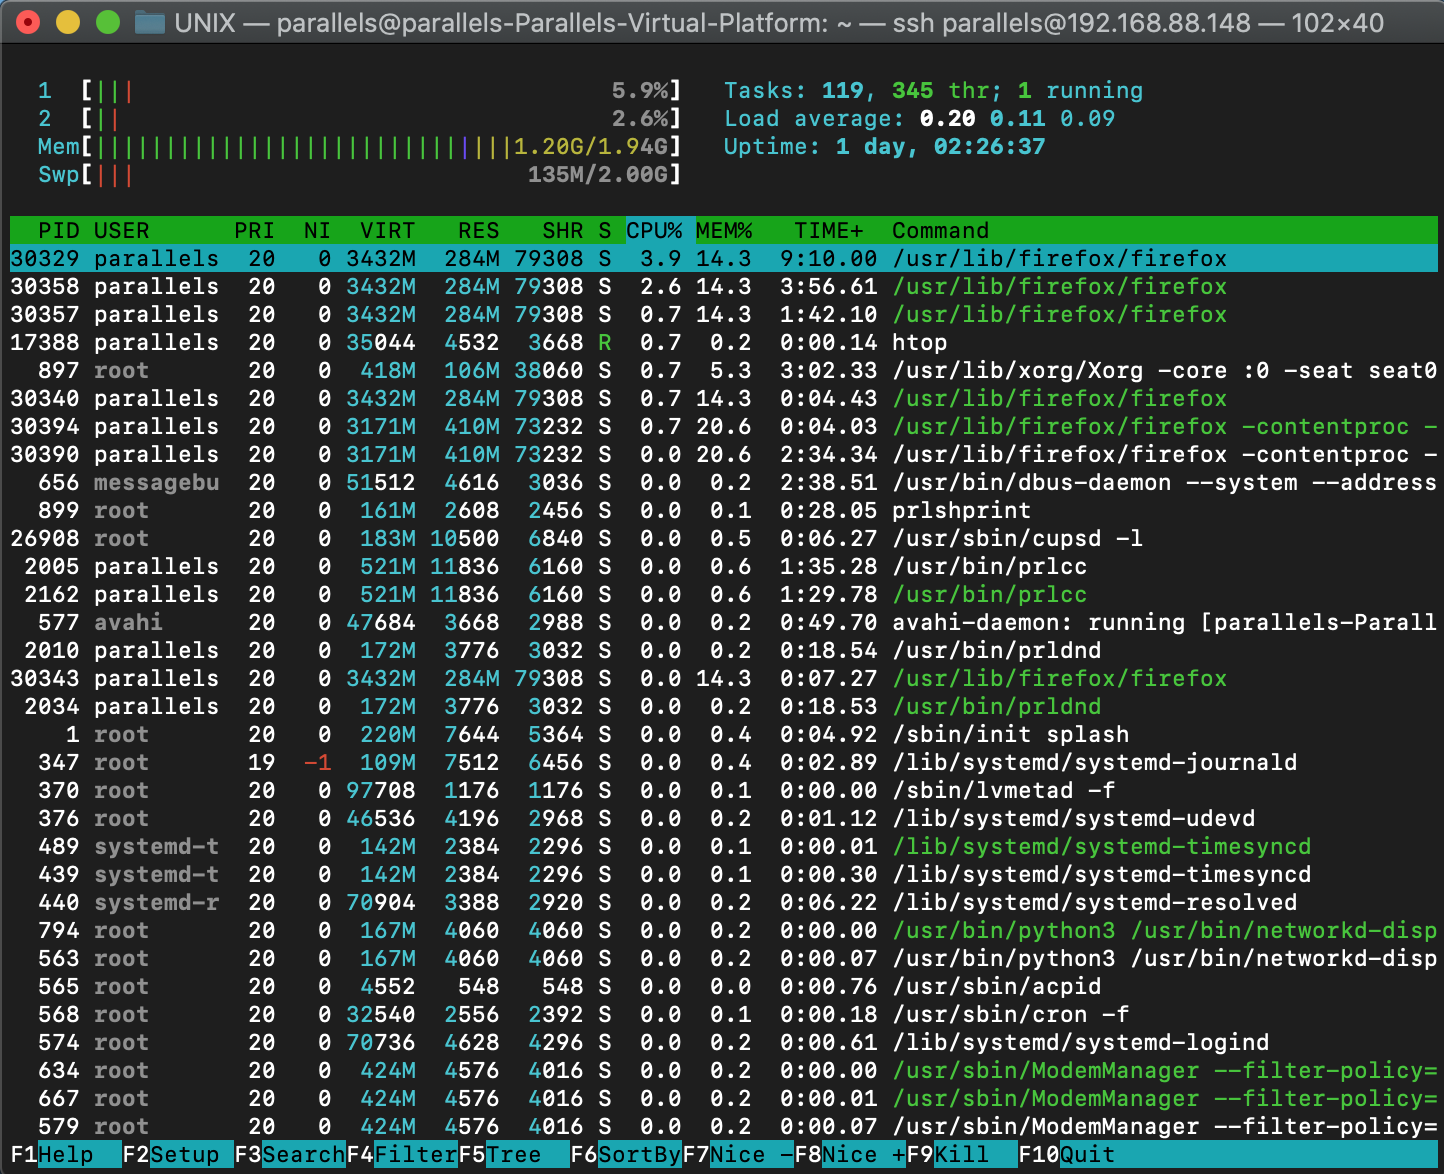 UNIX — parallels@parallels-Parallels-Virtual-Platform: ~ — ssh parallels@192.168.88.148 — 102×40
1 [||| 5.9%] Tasks: 119, 345 thr; 1 running
2 [|| 2.6%] Load average: 0.20 0.11 0.09
Mem[||||||||||||||||||||||||||||||1.20G/1.94G] Uptime: 1 day, 02:26:37
Swp[||| 135M/2.00G]
PID USER PRI NI VIRT RES SHR S CPU% MEM% TIME+ Command
30329 parallels 20 0 3432M 284M 79308 S 3.9 14.3 9:10.00 /usr/lib/firefox/firefox
30358 parallels 20 0 3432M 284M 79308 S 2.6 14.3 3:56.61 /usr/lib/firefox/firefox
30357 parallels 20 0 3432M 284M 79308 S 0.7 14.3 1:42.10 /usr/lib/firefox/firefox
17388 parallels 20 0 35044 4532 3668 R 0.7 0.2 0:00.14 htop
897 root 20 0 418M 106M 38060 S 0.7 5.3 3:02.33 /usr/lib/xorg/Xorg -core :0 -seat seat0
30340 parallels 20 0 3432M 284M 79308 S 0.7 14.3 0:04.43 /usr/lib/firefox/firefox
30394 parallels 20 0 3171M 410M 73232 S 0.7 20.6 0:04.03 /usr/lib/firefox/firefox -contentproc -
30390 parallels 20 0 3171M 410M 73232 S 0.0 20.6 2:34.34 /usr/lib/firefox/firefox -contentproc -
656 messagebu 20 0 51512 4616 3036 S 0.0 0.2 2:38.51 /usr/bin/dbus-daemon --system --address
899 root 20 0 161M 2608 2456 S 0.0 0.1 0:28.05 prlshprint
26908 root 20 0 183M 10500 6840 S 0.0 0.5 0:06.27 /usr/sbin/cupsd -l
2005 parallels 20 0 521M 11836 6160 S 0.0 0.6 1:35.28 /usr/bin/prlcc
2162 parallels 20 0 521M 11836 6160 S 0.0 0.6 1:29.78 /usr/bin/prlcc
577 avahi 20 0 47684 3668 2988 S 0.0 0.2 0:49.70 avahi-daemon: running [parallels-Parall
2010 parallels 20 0 172M 3776 3032 S 0.0 0.2 0:18.54 /usr/bin/prldnd
30343 parallels 20 0 3432M 284M 79308 S 0.0 14.3 0:07.27 /usr/lib/firefox/firefox
2034 parallels 20 0 172M 3776 3032 S 0.0 0.2 0:18.53 /usr/bin/prldnd
1 root 20 0 220M 7644 5364 S 0.0 0.4 0:04.92 /sbin/init splash
347 root 19 -1 109M 7512 6456 S 0.0 0.4 0:02.89 /lib/systemd/systemd-journald
370 root 20 0 97708 1176 1176 S 0.0 0.1 0:00.00 /sbin/lvmetad -f
376 root 20 0 46536 4196 2968 S 0.0 0.2 0:01.12 /lib/systemd/systemd-udevd
489 systemd-t 20 0 142M 2384 2296 S 0.0 0.1 0:00.01 /lib/systemd/systemd-timesyncd
439 systemd-t 20 0 142M 2384 2296 S 0.0 0.1 0:00.30 /lib/systemd/systemd-timesyncd
440 systemd-r 20 0 70904 3388 2920 S 0.0 0.2 0:06.22 /lib/systemd/systemd-resolved
794 root 20 0 167M 4060 4060 S 0.0 0.2 0:00.00 /usr/bin/python3 /usr/bin/networkd-disp
563 root 20 0 167M 4060 4060 S 0.0 0.2 0:00.07 /usr/bin/python3 /usr/bin/networkd-disp
565 root 20 0 4552 548 548 S 0.0 0.0 0:00.76 /usr/sbin/acpid
568 root 20 0 32540 2556 2392 S 0.0 0.1 0:00.18 /usr/sbin/cron -f
574 root 20 0 70736 4628 4296 S 0.0 0.2 0:00.61 /lib/systemd/systemd-logind
634 root 20 0 424M 4576 4016 S 0.0 0.2 0:00.00 /usr/sbin/ModemManager --filter-policy=
667 root 20 0 424M 4576 4016 S 0.0 0.2 0:00.01 /usr/sbin/ModemManager --filter-policy=
579 root 20 0 424M 4576 4016 S 0.0 0.2 0:00.07 /usr/sbin/ModemManager --filter-policy=
F1Help F2Setup F3SearchF4FilterF5Tree F6SortByF7Nice -F8Nice +F9Kill F10Quit